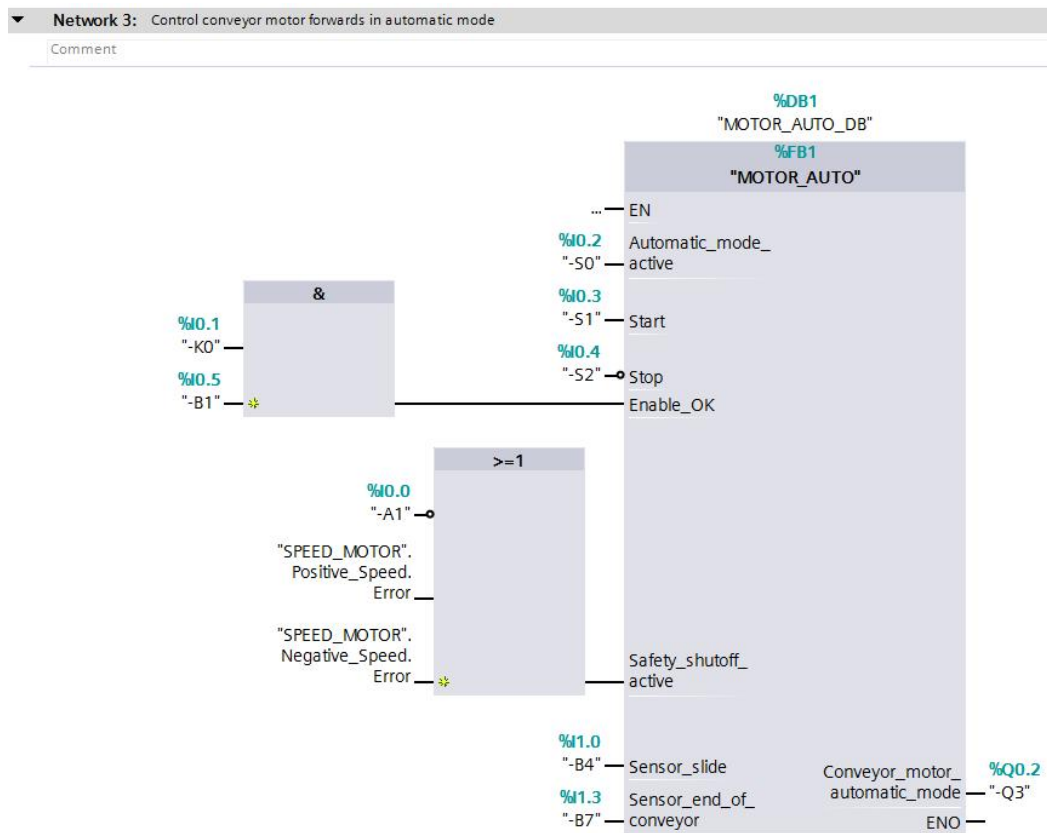 Network 3: Control conveyor motor forwards in automatic mode
Comment
%DB1
"MOTOR_AUTO_DB"
%FB1
"MOTOR_AUTO"
... EN
%I0.2
"-S0"
Automatic_mode_
active
%I0.3
"-S1"
Start
%I0.4
"-S2"
Stop
&
%I0.1
"-K0"
%I0.5
"-B1"
Enable_OK
>=1
%I0.0
"-A1"
"SPEED_MOTOR".
Positive_Speed.
Error
"SPEED_MOTOR".
Negative_Speed.
Error
Safety_shutoff_
active
%I1.0
"-B4"
Sensor_slide
%I1.3
"-B7"
Sensor_end_of_
conveyor
Conveyor_motor_
automatic_mode
%Q0.2
"-Q3"
ENO